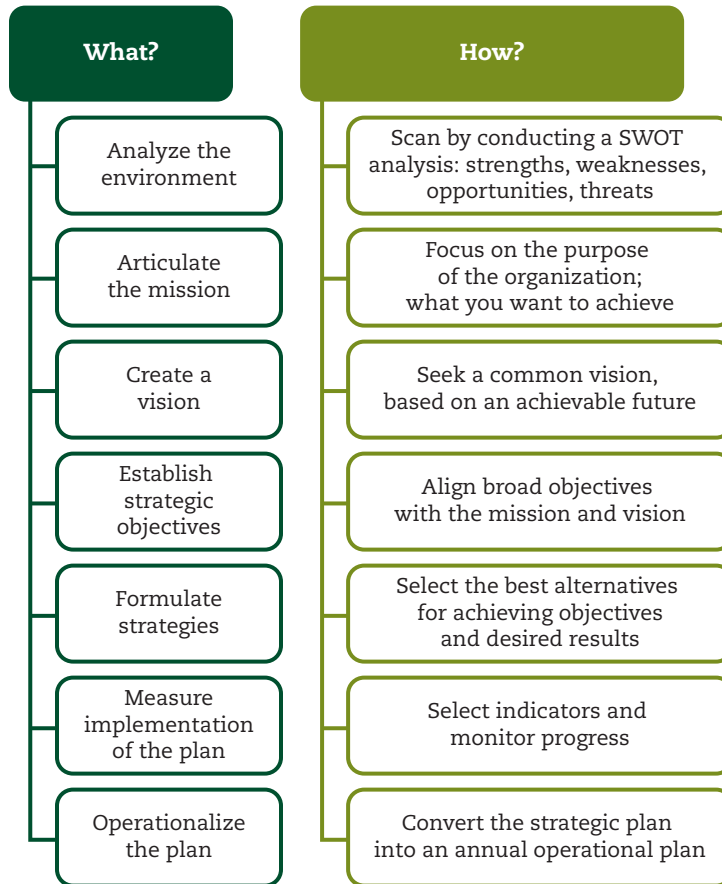 What?
How?
Analyze the
environment
Scan by conducting a SWOT
analysis: strengths, weaknesses,
opportunities, threats
Articulate
the mission
Focus on the purpose
of the organization;
what you want to achieve
Create a
vision
Seek a common vision,
based on an achievable future
Establish
strategic
objectives
Align broad objectives
with the mission and vision
Formulate
strategies
Select the best alternatives
for achieving objectives
and desired results
Measure
implementation
of the plan
Select indicators and
monitor progress
Operationalize
the plan
Convert the strategic plan
into an annual operational plan